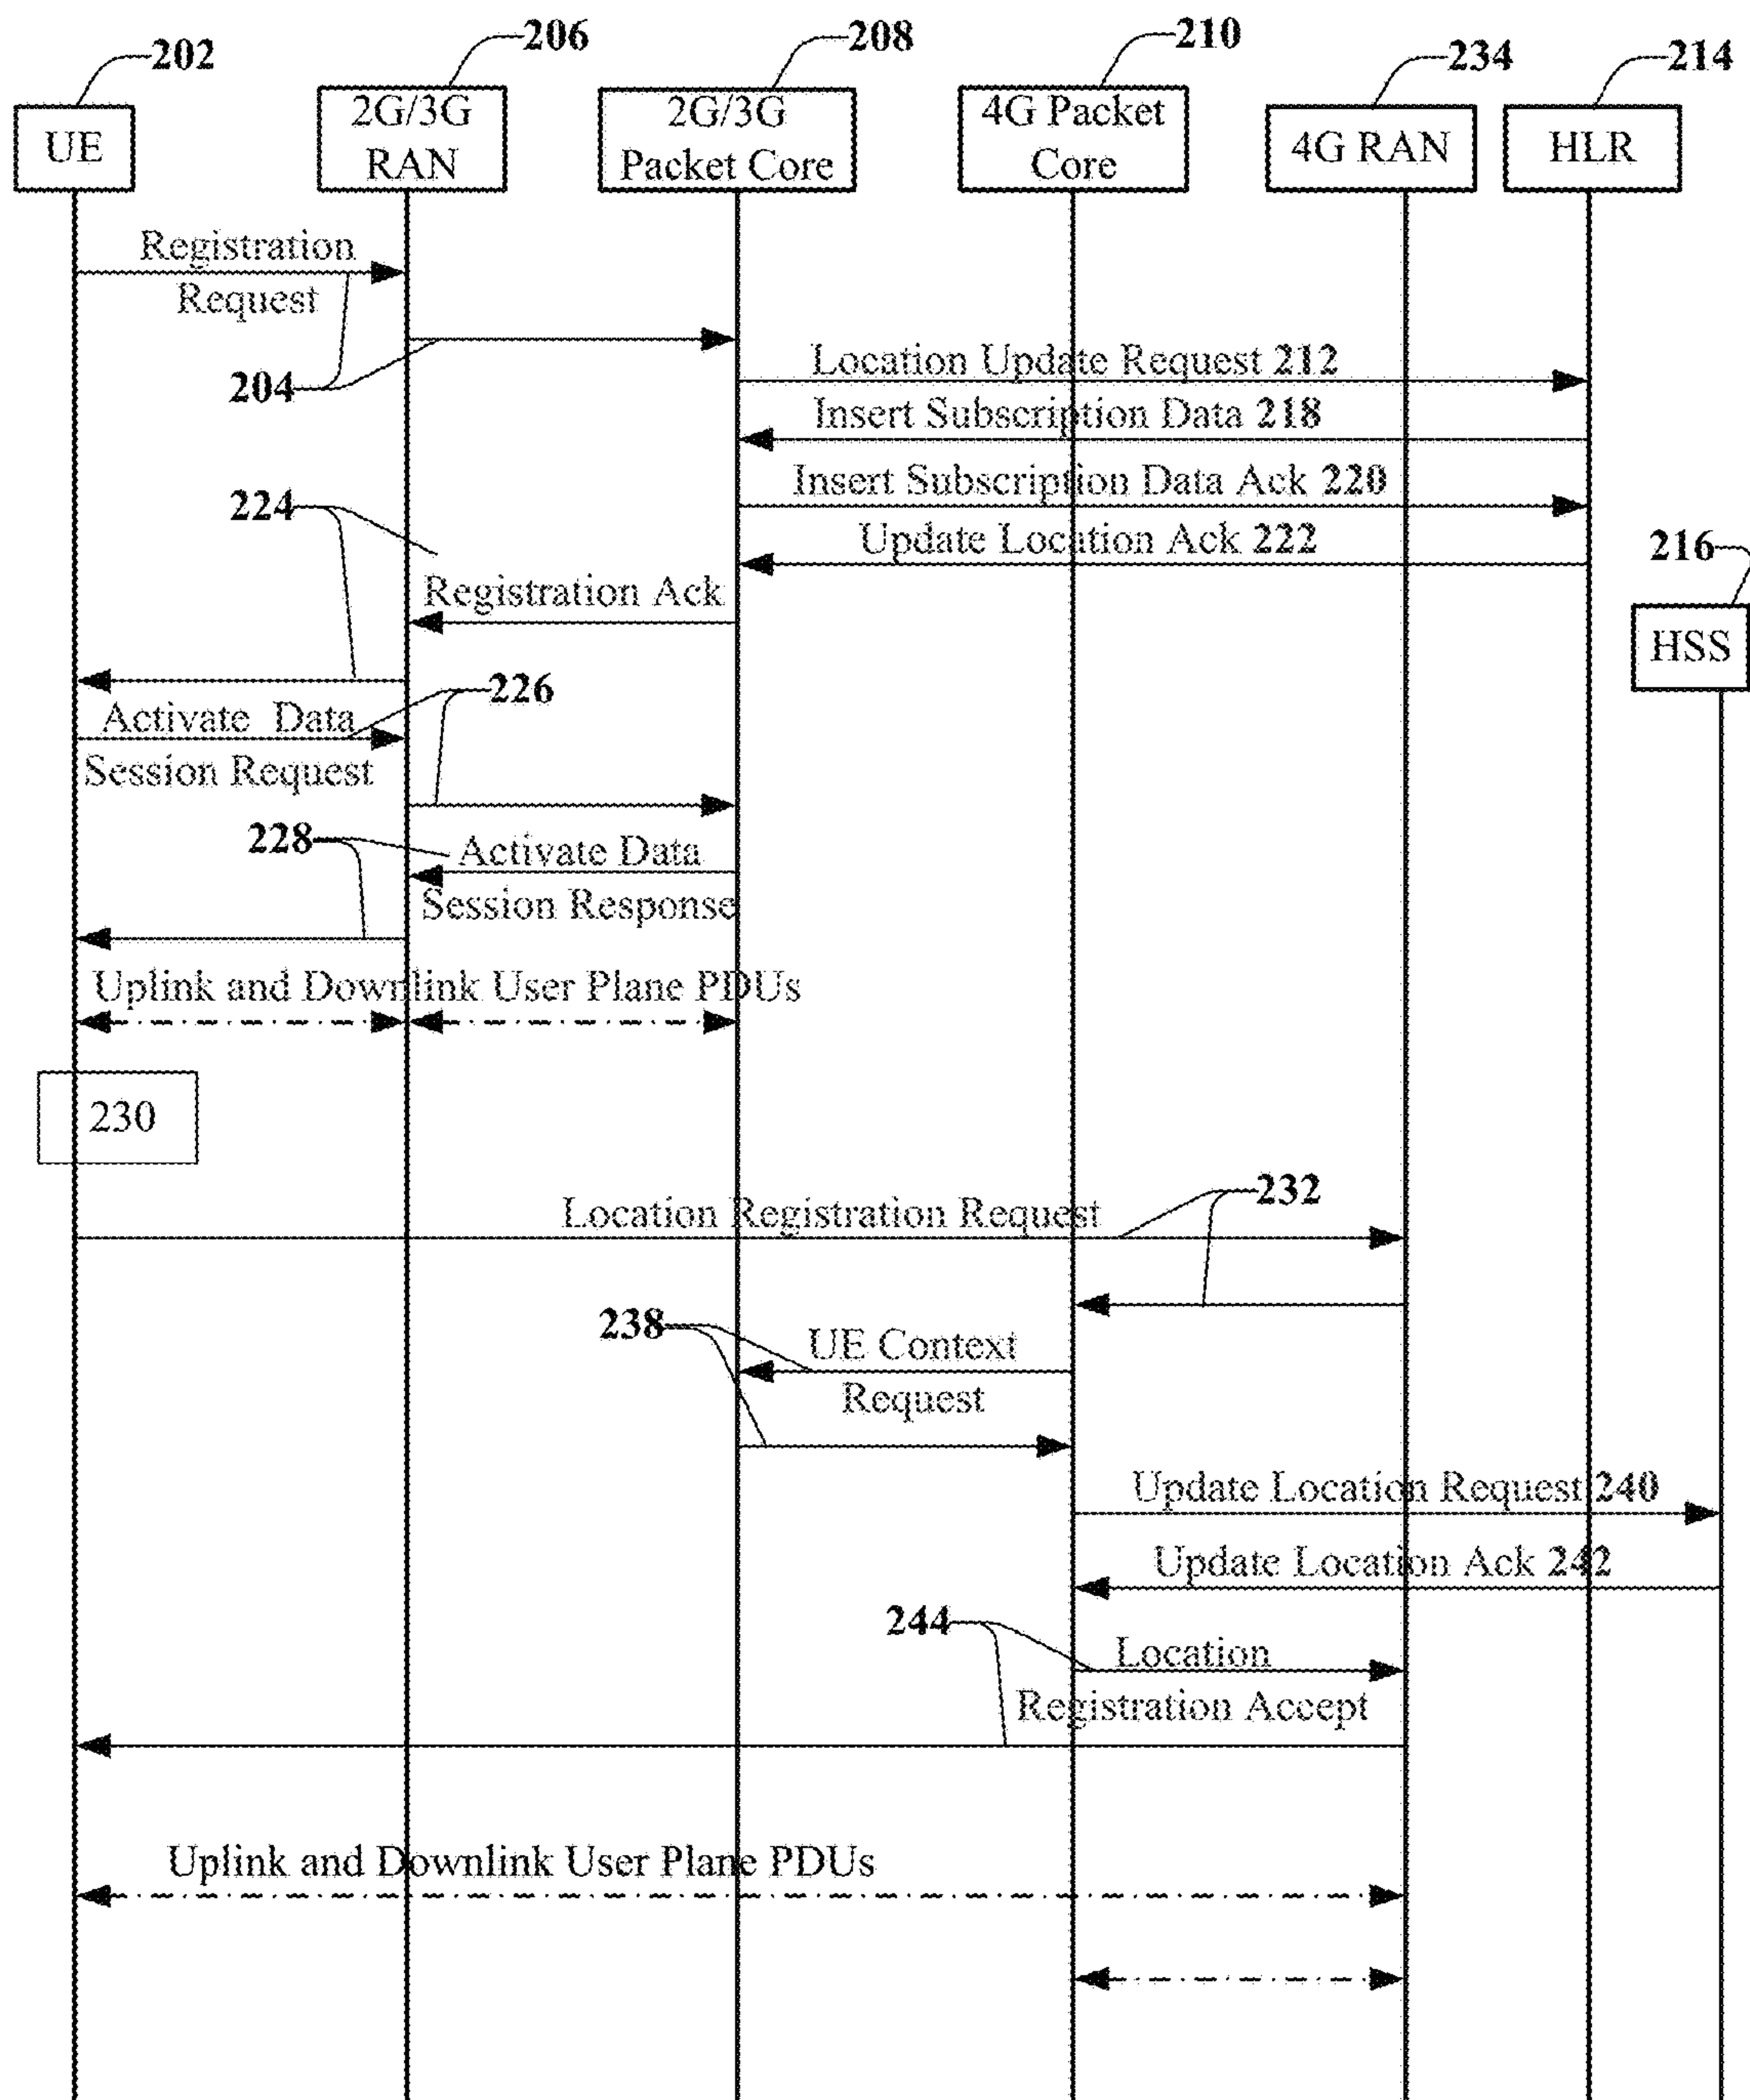 202
206
208
210
234
214
UE
2G/3G
RAN
2G/3G
Packet Core
4G Packet
Core
4G RAN
HLR
Registration
Request
204
Location Update Request 212
Insert Subscription Data 218
Insert Subscription Data Ack 220
Update Location Ack 222
224
Registration Ack
216
HSS
226
Activate Data
Session Request
228
Activate Data
Session Response
Uplink and Downlink User Plane PDUs
230
232
Location Registration Request
238
UE Context
Request
Update Location Request 240
Update Location Ack 242
244
Location
Registration Accept
Uplink and Downlink User Plane PDUs